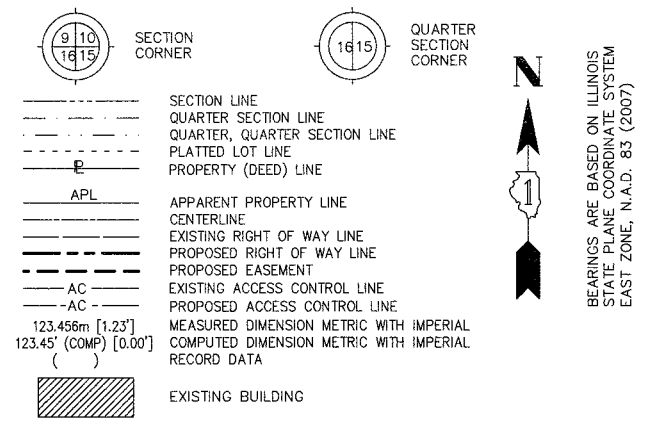 9 10
16 15
SECTION
CORNER
16 15
QUARTER
SECTION
CORNER
SECTION LINE
QUARTER SECTION LINE
QUARTER, QUARTER SECTION LINE
PLATTED LOT LINE
PROPERTY (DEED) LINE
APL
APPARENT PROPERTY LINE
CENTERLINE
EXISTING RIGHT OF WAY LINE
PROPOSED RIGHT OF WAY LINE
PROPOSED EASEMENT
AC EXISTING ACCESS CONTROL LINE
AC PROPOSED ACCESS CONTROL LINE
123.456m [1.23'] MEASURED DIMENSION METRIC WITH IMPERIAL
123.45' (COMP) [0.00'] COMPUTED DIMENSION METRIC WITH IMPERIAL
( ) RECORD DATA
EXISTING BUILDING
N
1
BEARINGS ARE BASED ON ILLINOIS
STATE PLANE COORDINATE SYSTEM
EAST ZONE, N.A.D. 83 (2007)